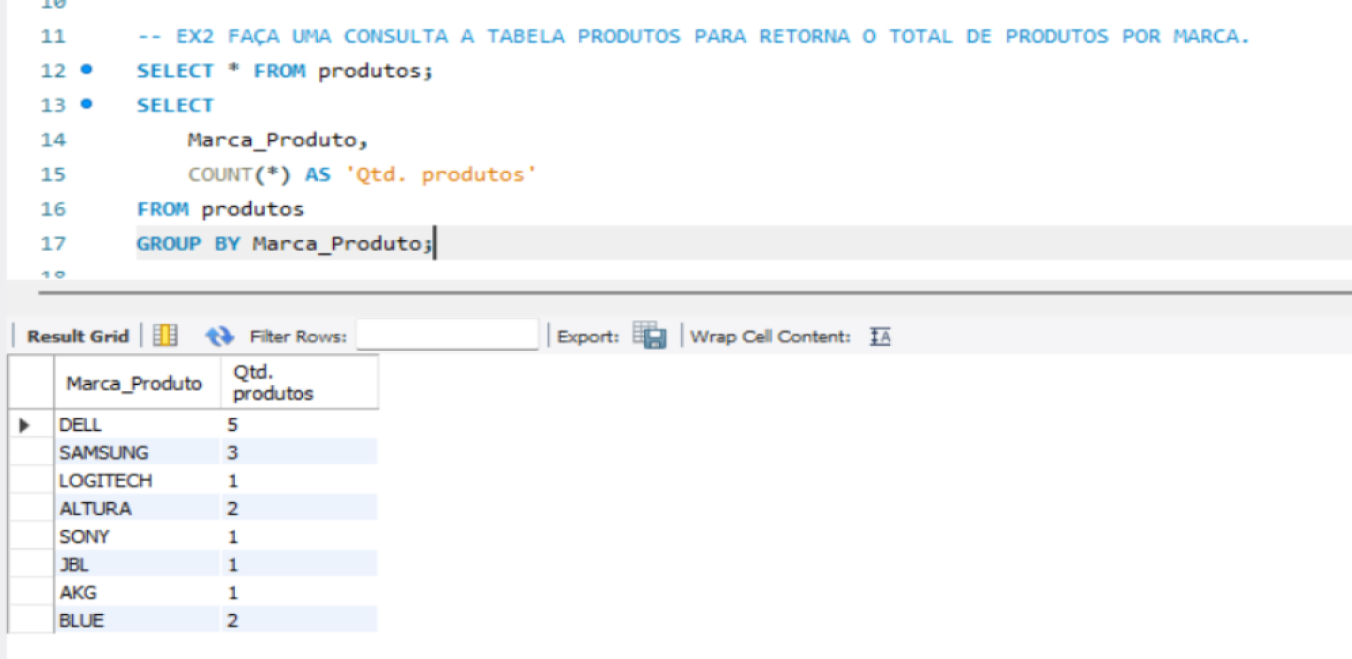 10
11 -- EX2 FAÇA UMA CONSULTA A TABELA PRODUTOS PARA RETORNA O TOTAL DE PRODUTOS POR MARCA.
12 SELECT * FROM produtos;
13 SELECT
14 Marca_Produto,
15 COUNT(*) AS 'Qtd. produtos'
16 FROM produtos
17 GROUP BY Marca_Produto;
18
Result Grid Filter Rows: Export: Wrap Cell Content: IA
Marca_Produto Qtd.
produtos
DELL 5
SAMSUNG 3
LOGITECH 1
ALTURA 2
SONY 1
JBL 1
AKG 1
BLUE 2